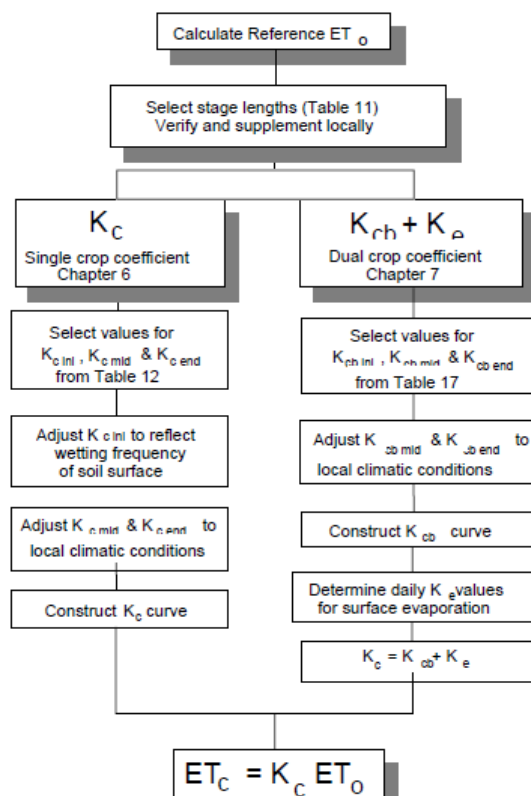 Calculate Reference ET o
Select stage lengths (Table 11)
Verify and supplement locally
K c
Single crop coefficient
Chapter 6
K cb + K e
Dual crop coefficient
Chapter 7
Select values for
K c ini , K c mid & K c end
from Table 12
Select values for
K cb ini , K cb mid & K cb end
from Table 17
Adjust K c ini to reflect
wetting frequency
of soil surface
Adjust K cb mid & K cb end to
local climatic conditions
Adjust K c mid & K c end to
local climatic conditions
Construct K cb curve
Construct K c curve
Determine daily K e values
for surface evaporation
K c = K cb + K e
ET c = K c ET o